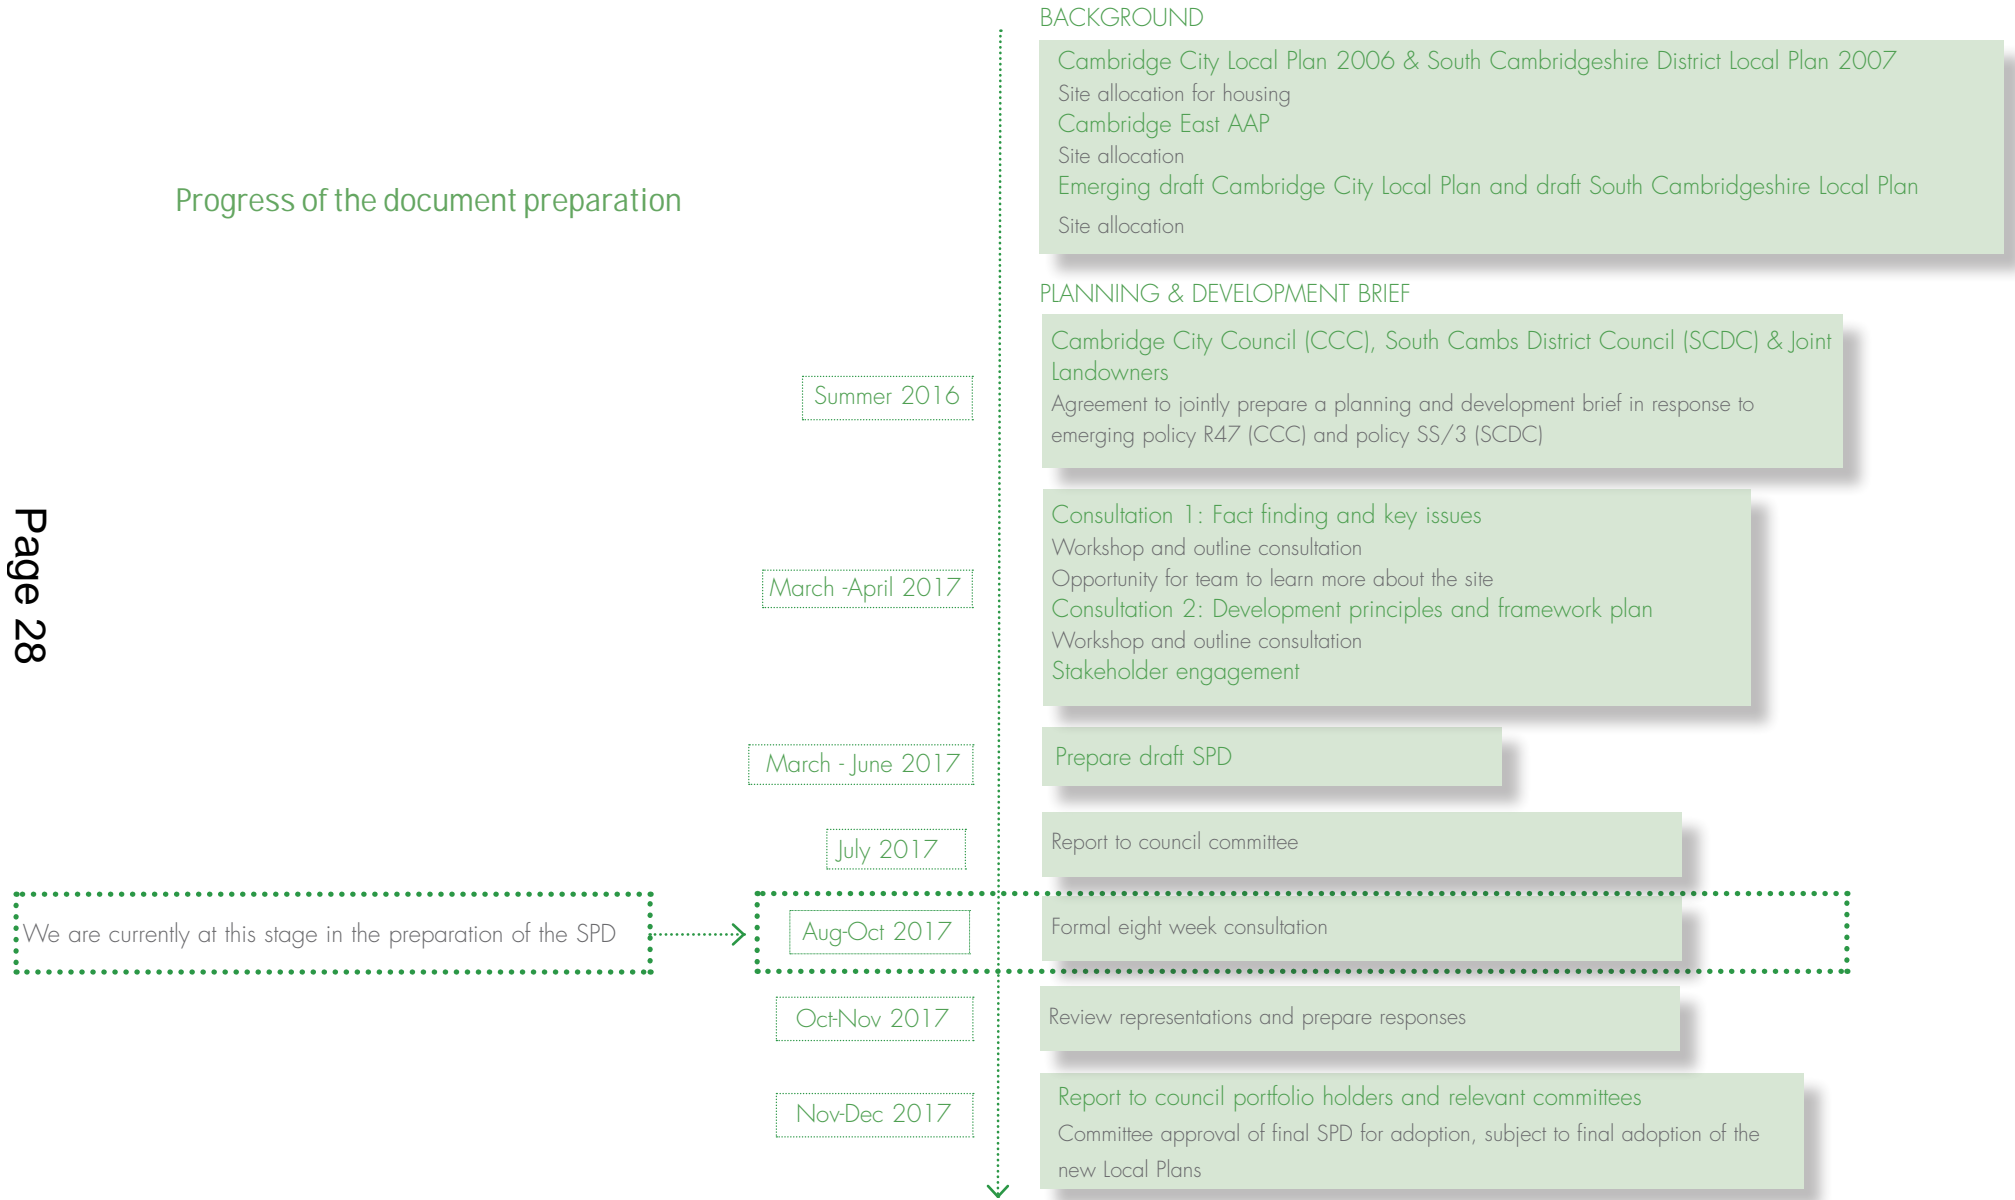 BACKGROUND
Cambridge City Local Plan 2006 & South Cambridgeshire District Local Plan 2007
Site allocation for housing
Cambridge East AAP
Site allocation
Emerging draft Cambridge City Local Plan and draft South Cambridgeshire Local Plan
Site allocation
Progress of the document preparation
PLANNING & DEVELOPMENT BRIEF
Summer 2016
Cambridge City Council (CCC), South Cambs District Council (SCDC) & Joint
Landowners
Agreement to jointly prepare a planning and development brief in response to
emerging policy R47 (CCC) and policy SS/3 (SCDC)
March -April 2017
Consultation 1: Fact finding and key issues
Workshop and outline consultation
Opportunity for team to learn more about the site
Consultation 2: Development principles and framework plan
Workshop and outline consultation
Stakeholder engagement
March - June 2017
Prepare draft SPD
July 2017
Report to council committee
We are currently at this stage in the preparation of the SPD
Aug-Oct 2017
Formal eight week consultation
Oct-Nov 2017
Review representations and prepare responses
Nov-Dec 2017
Report to council portfolio holders and relevant committees
Committee approval of final SPD for adoption, subject to final adoption of the
new Local Plans
Page 28